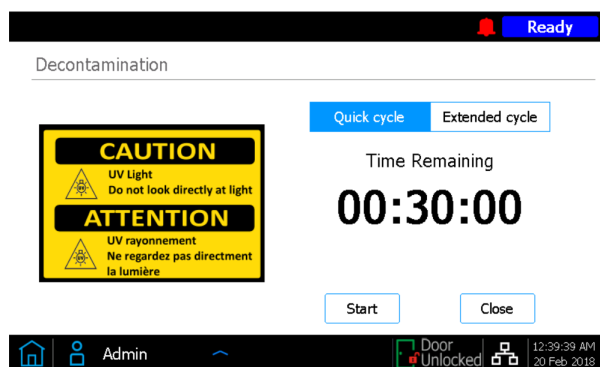 Ready
Decontamination
Quick cycle
Extended cycle
CAUTION
UV Light
Do not look directly at light
ATTENTION
UV rayonnement
Ne regardez pas directment
la lumière
Time Remaining
00:30:00
Start
Close
Admin
Door
Unlocked
12:39:39 AM
20 Feb 2018